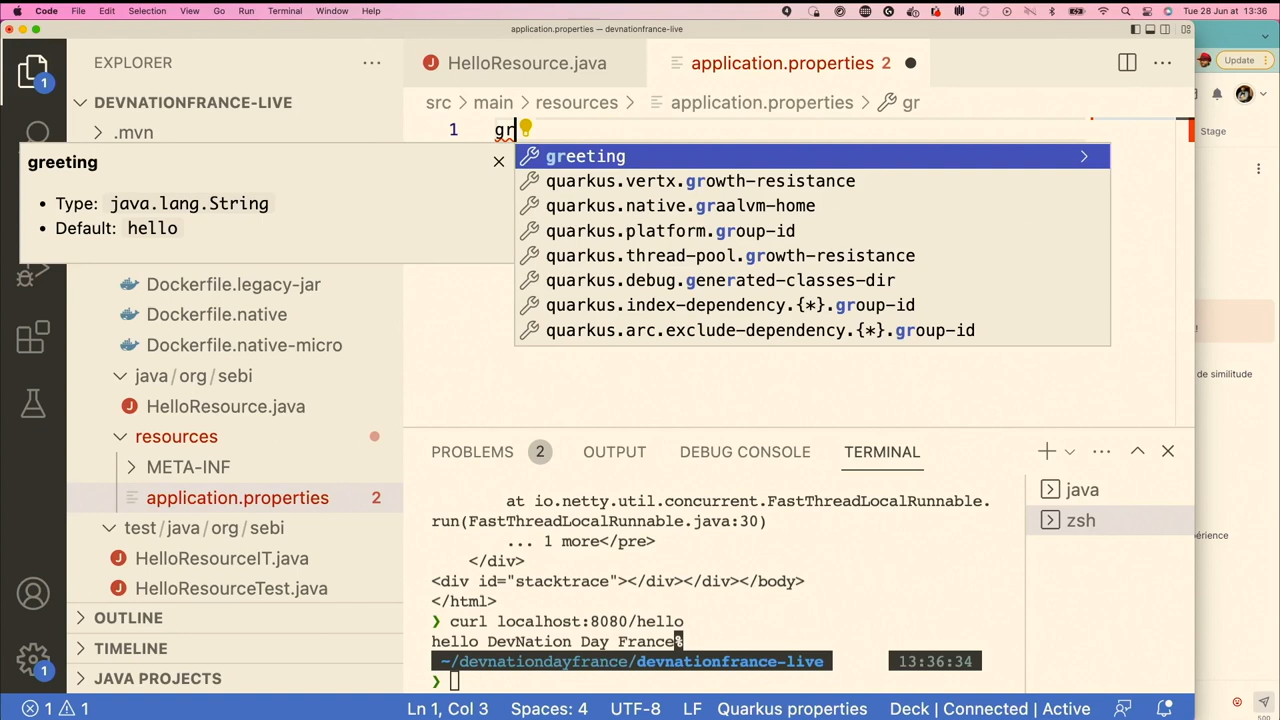 Code File Edit Selection View Go Run Terminal Window Help Tue 28 Jun at 13:36
application.properties — devnationfrance-live
Update
EXPLORER
HelloResource.java
application.properties 2
DEVNATIONFRANCE-LIVE
src > main > resources > application.properties > gr
Stage
.mvn
1 gr
greeting
Type: java.lang.String
Default: hello
greeting
quarkus.vertx.growth-resistance
quarkus.native.graalvm-home
quarkus.platform.group-id
quarkus.thread-pool.growth-resistance
quarkus.debug.generated-classes-dir
quarkus.index-dependency.{*}.group-id
quarkus.arc.exclude-dependency.{*}.group-id
Dockerfile.legacy-jar
Dockerfile.native
Dockerfile.native-micro
java/org/sebi
HelloResource.java
resources
META-INF
application.properties 2
test/java/org/sebi
HelloResourceIT.java
HelloResourceTest.java
OUTLINE
TIMELINE
JAVA PROJECTS
1
1
de similitude
PROBLEMS 2 OUTPUT DEBUG CONSOLE TERMINAL
at io.netty.util.concurrent.FastThreadLocalRunnable.
run(FastThreadLocalRunnable.java:30)
... 1 more</pre>
</div>
<div id="stacktrace"></div></div></body>
</html>
❯ curl localhost:8080/hello
hello DevNation Day France%
~/devnationdayfrance/devnationfrance-live 13:36:34
❯
java
zsh
périence
1 1 Ln 1, Col 3 Spaces: 4 UTF-8 LF Quarkus properties Deck | Connected | Active
500